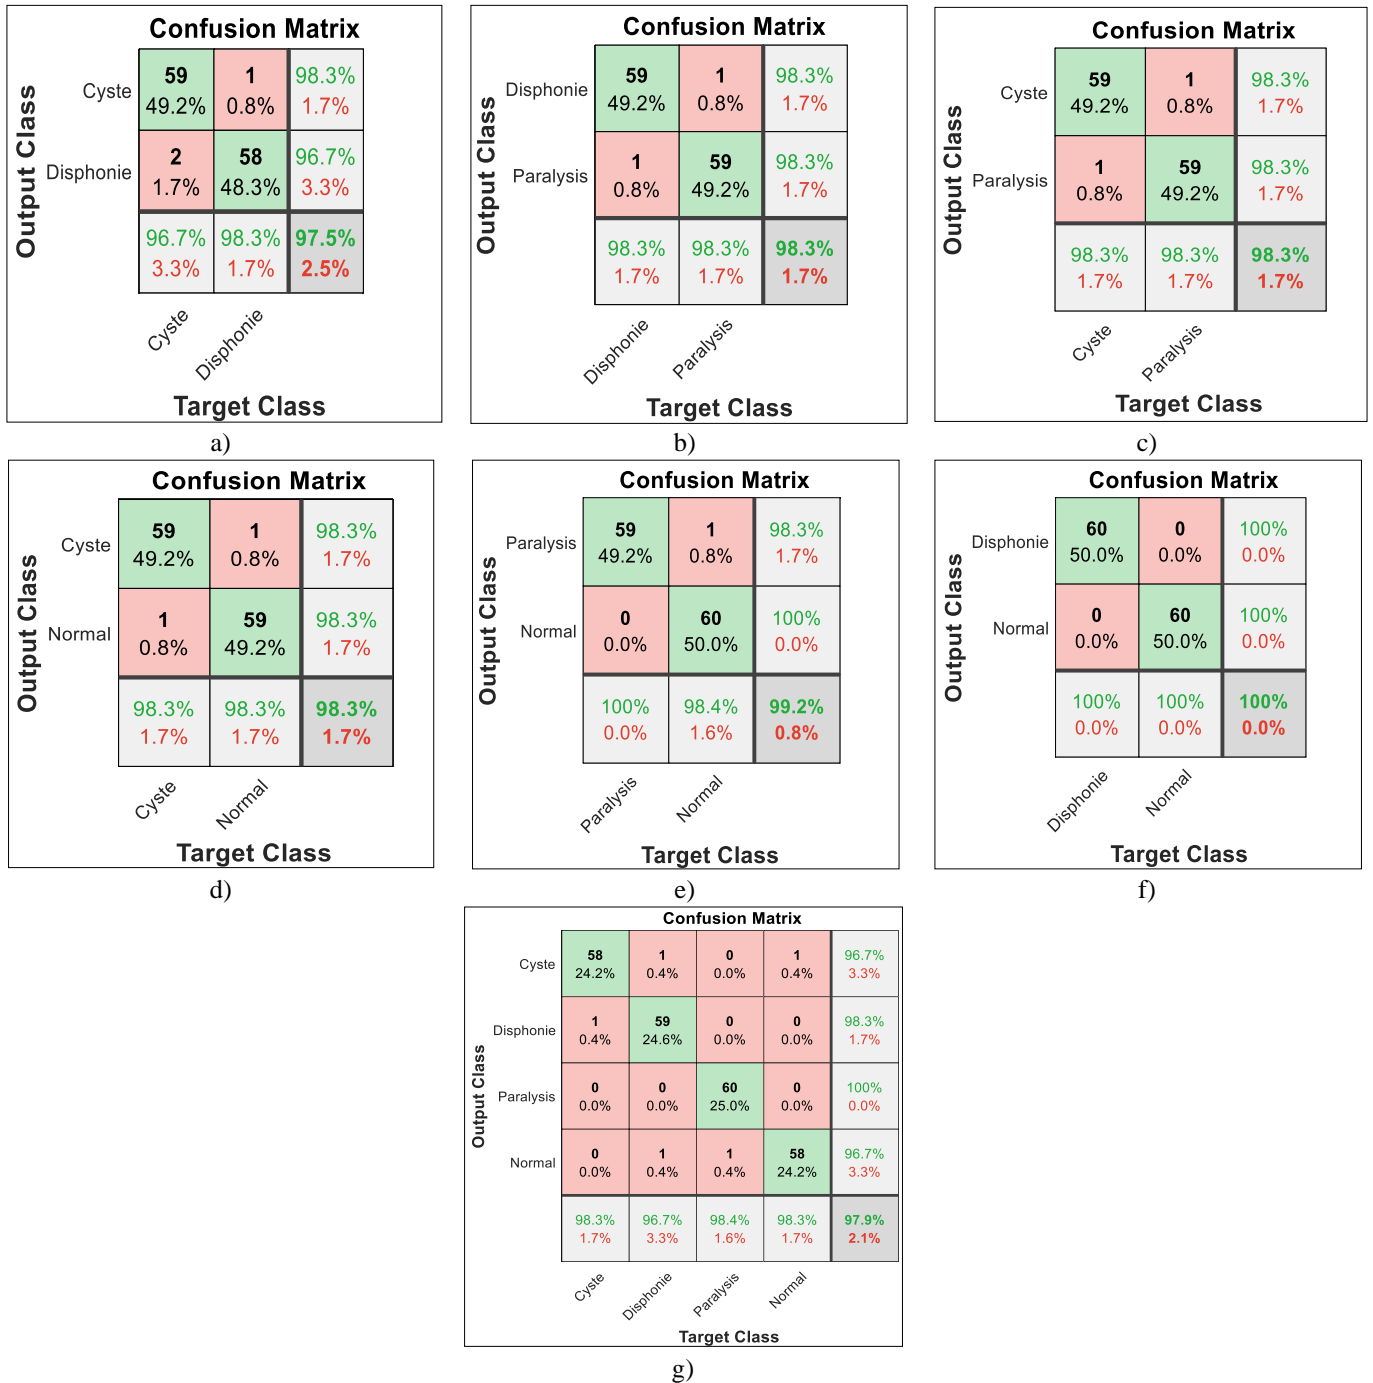 Confusion Matrix
Output Class
Cyste
59
49.2%
1
0.8%
98.3%
1.7%
Disphonie
2
1.7%
58
48.3%
96.7%
3.3%
96.7%
3.3%
98.3%
1.7%
97.5%
2.5%
Cyste
Disphonie
Target Class
a)
Confusion Matrix
Output Class
Disphonie
59
49.2%
1
0.8%
98.3%
1.7%
Paralysis
1
0.8%
59
49.2%
98.3%
1.7%
98.3%
1.7%
98.3%
1.7%
98.3%
1.7%
Disphonie
Paralysis
Target Class
b)
Confusion Matrix
Output Class
Cyste
59
49.2%
1
0.8%
98.3%
1.7%
Paralysis
1
0.8%
59
49.2%
98.3%
1.7%
98.3%
1.7%
98.3%
1.7%
98.3%
1.7%
Cyste
Paralysis
Target Class
c)
Confusion Matrix
Output Class
Cyste
59
49.2%
1
0.8%
98.3%
1.7%
Normal
1
0.8%
59
49.2%
98.3%
1.7%
98.3%
1.7%
98.3%
1.7%
98.3%
1.7%
Cyste
Normal
Target Class
d)
Confusion Matrix
Output Class
Paralysis
59
49.2%
1
0.8%
98.3%
1.7%
Normal
0
0.0%
60
50.0%
100%
0.0%
100%
0.0%
98.4%
1.6%
99.2%
0.8%
Paralysis
Normal
Target Class
e)
Confusion Matrix
Output Class
Disphonie
60
50.0%
0
0.0%
100%
0.0%
Normal
0
0.0%
60
50.0%
100%
0.0%
100%
0.0%
100%
0.0%
100%
0.0%
Disphonie
Normal
Target Class
f)
Confusion Matrix
Output Class
Cyste
58
24.2%
1
0.4%
0
0.0%
1
0.4%
96.7%
3.3%
Disphonie
1
0.4%
59
24.6%
0
0.0%
0
0.0%
98.3%
1.7%
Paralysis
0
0.0%
0
0.0%
60
25.0%
0
0.0%
100%
0.0%
Normal
0
0.0%
1
0.4%
1
0.4%
58
24.2%
96.7%
3.3%
98.3%
1.7%
96.7%
3.3%
98.4%
1.6%
98.3%
1.7%
97.9%
2.1%
Cyste
Disphonie
Paralysis
Normal
Target Class
g)